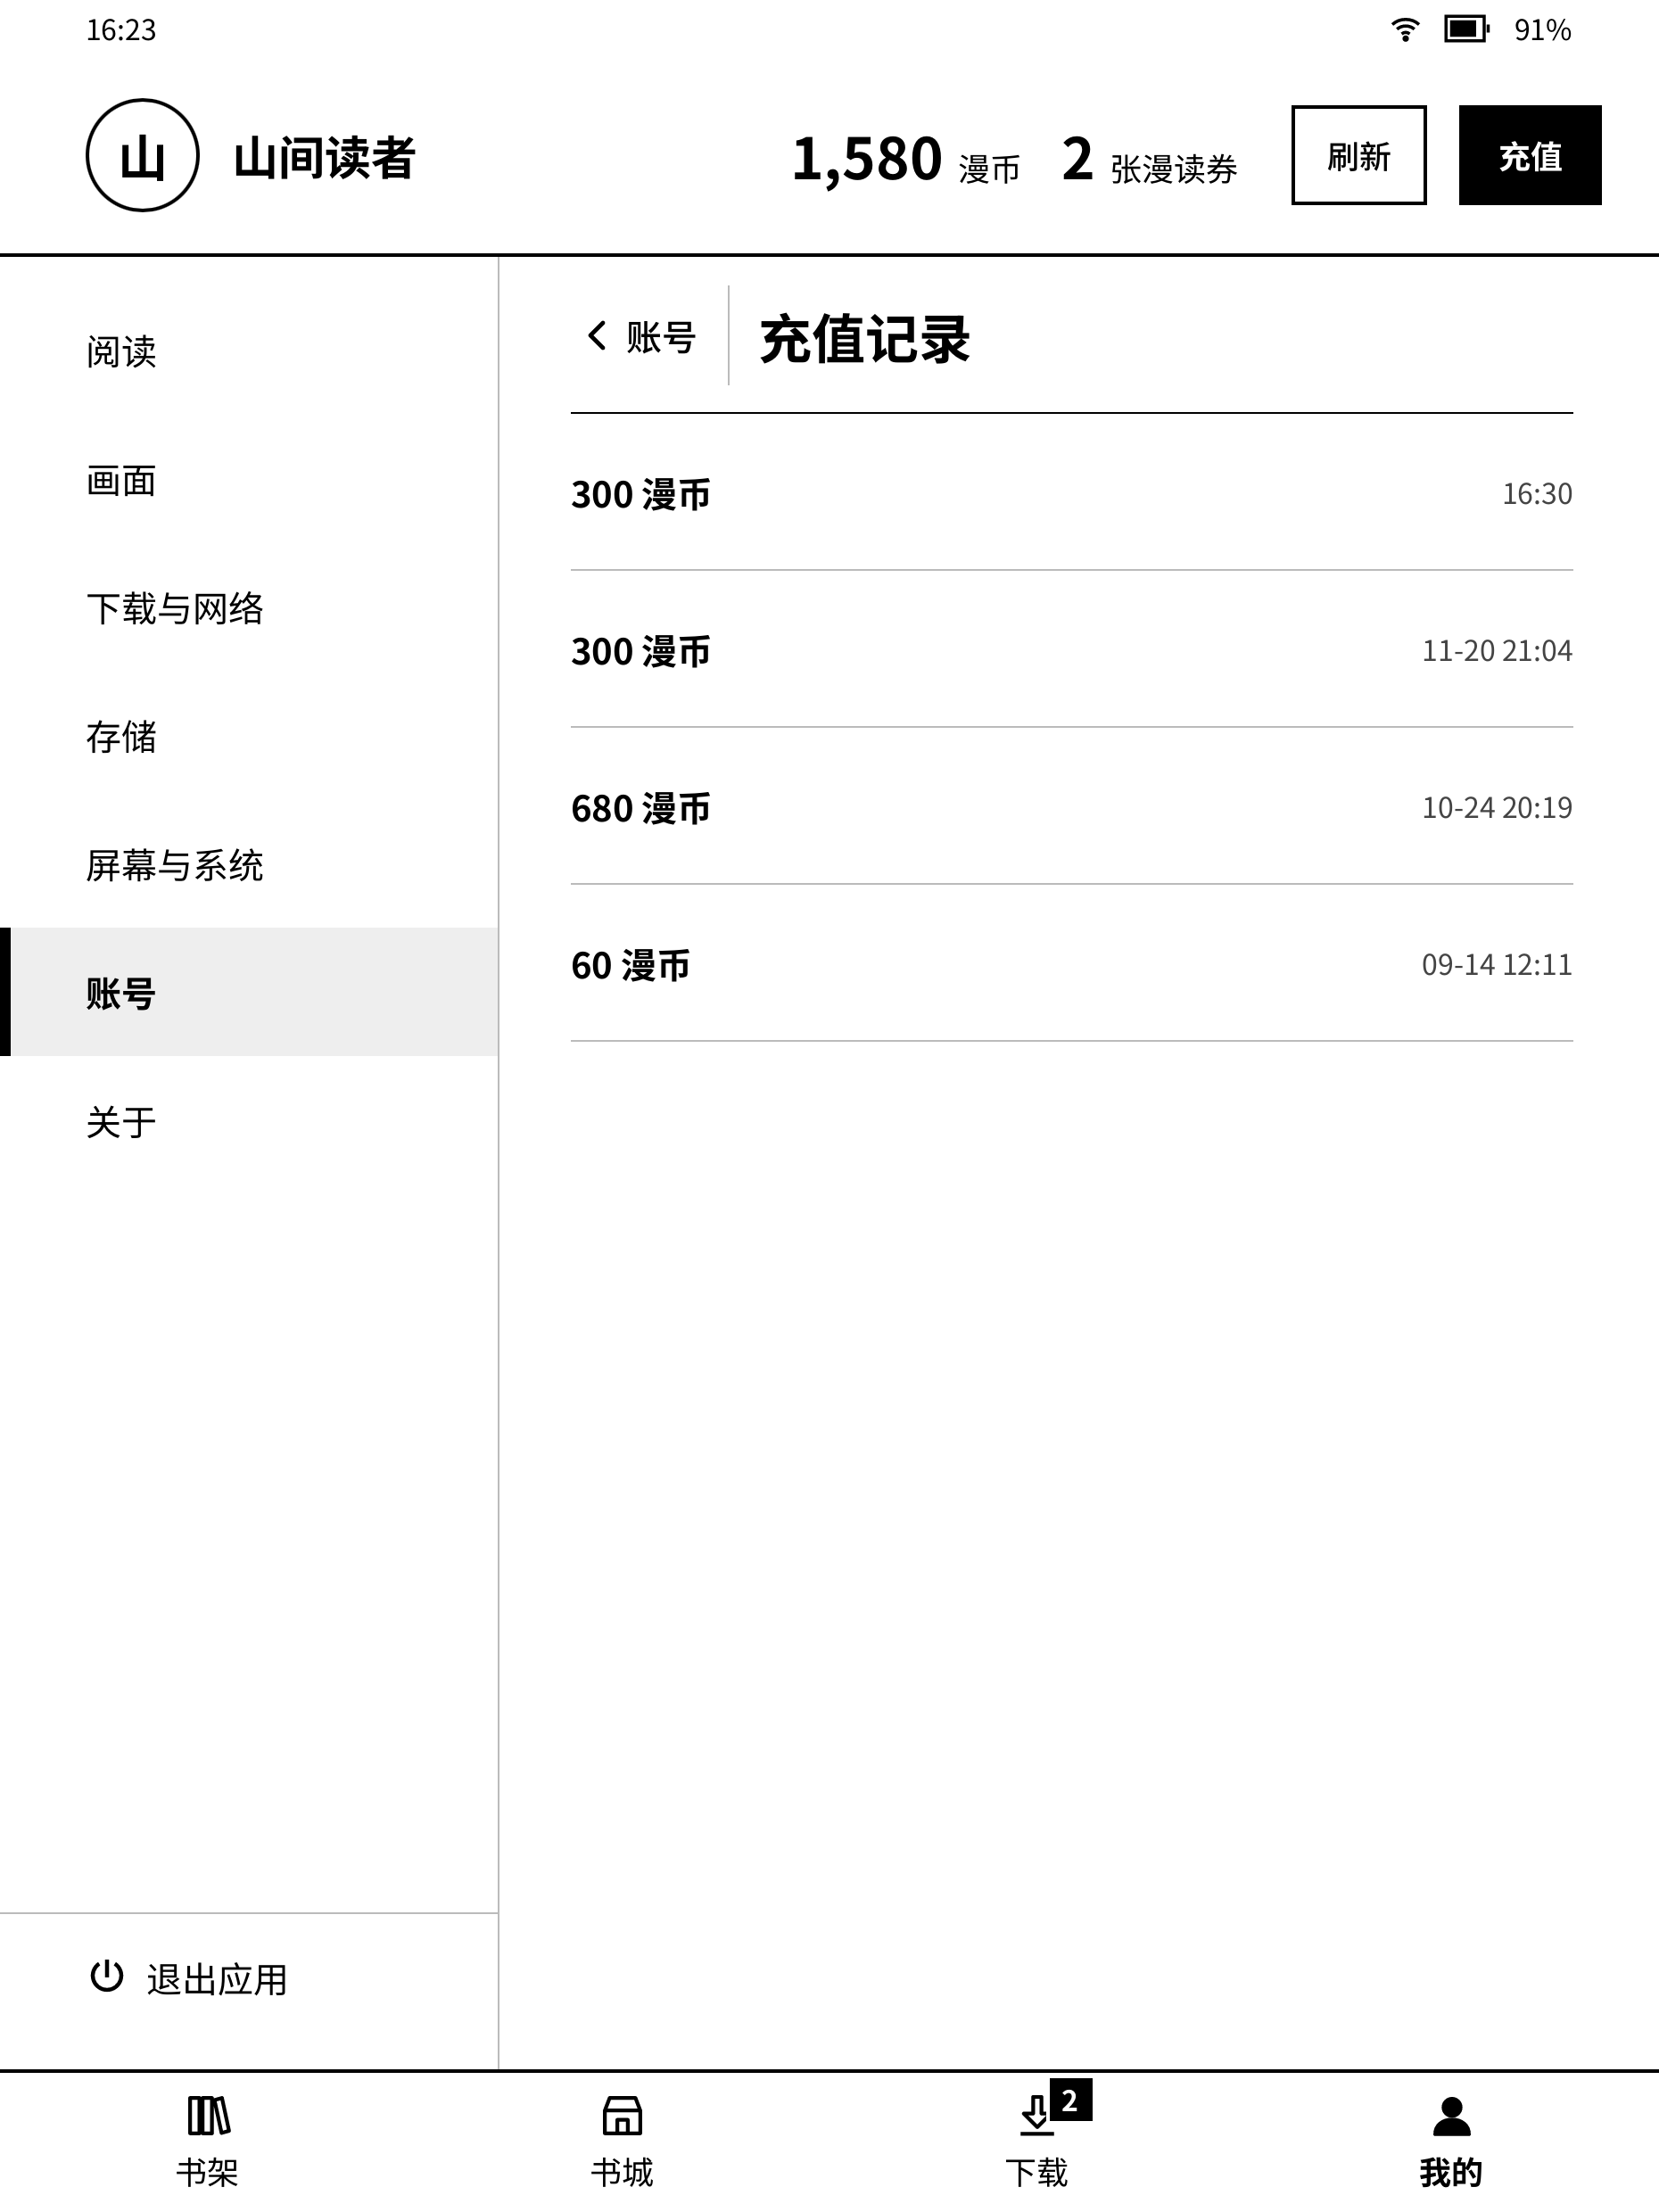 16:23
91%
山
山间读者
1,580 漫币
2 张漫读券
刷新
充值
阅读
画面
下载与网络
存储
屏幕与系统
账号
关于
退出应用
账号
充值记录
300 漫币
16:30
300 漫币
11-20 21:04
680 漫币
10-24 20:19
60 漫币
09-14 12:11
书架
书城
2
下载
我的